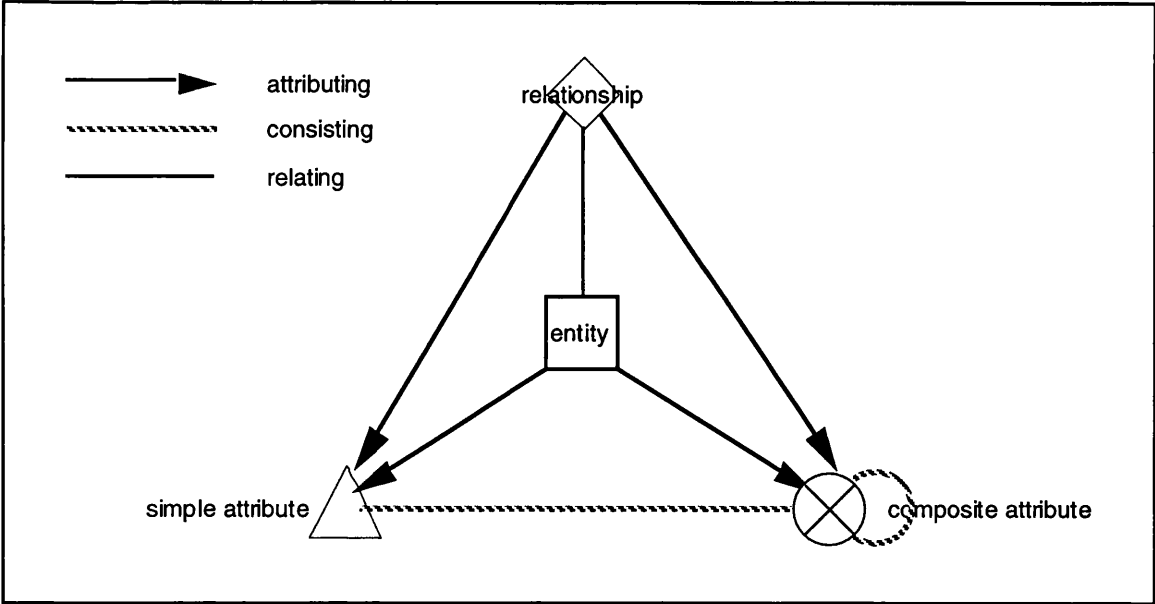 attributing
consisting
relating
relationship
entity
simple attribute
composite attribute